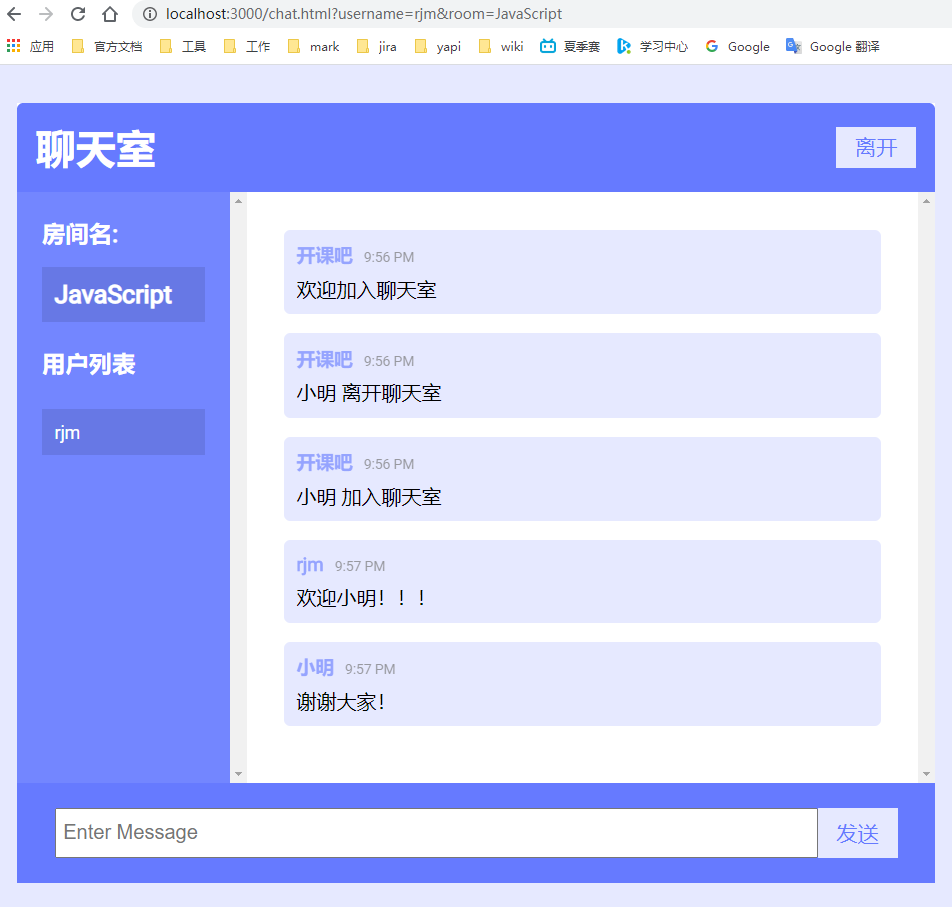 localhost:3000/chat.html?username=rjm&room=JavaScript
应用 官方文档 工具 工作 mark jira yapi wiki 夏季赛 学习中心 Google Google 翻译
聊天室
离开
房间名:
JavaScript
用户列表
rjm
开课吧 9:56 PM
欢迎加入聊天室
开课吧 9:56 PM
小明 离开聊天室
开课吧 9:56 PM
小明 加入聊天室
rjm 9:57 PM
欢迎小明！！！
小明 9:57 PM
谢谢大家！
Enter Message
发送